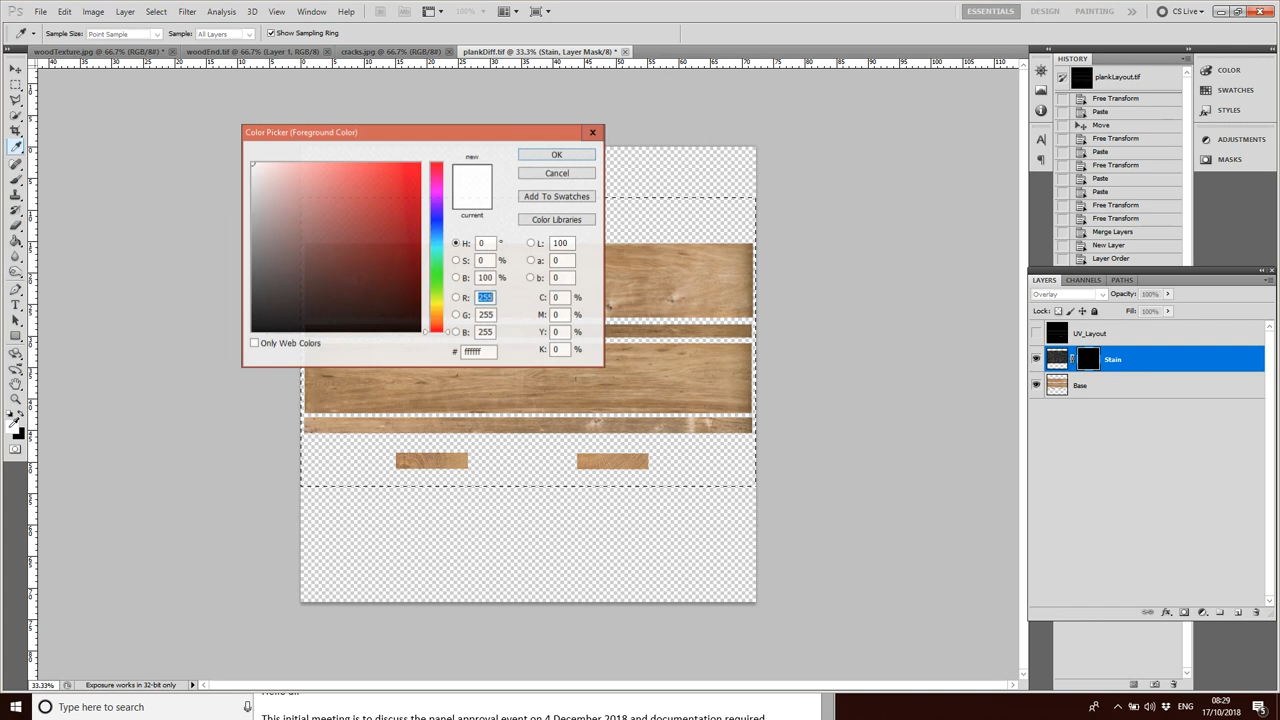 PS File Edit Image Layer Select Filter Analysis 3D View Window Help 66.7 ESSENTIALS DESIGN PAINTING CS Live
Sample Size: Point Sample Sample: All Layers Show Sampling Ring
woodTexture.jpg @ 66.7% (RGB/8#) * woodEnd.tif @ 66.7% (Layer 1, RGB/8) cracks.jpg @ 66.7% (RGB/8#) plankDiff.tif @ 33.3% (Stain, Layer Mask/8) *
HISTORY
plankLayout.tif
Free Transform
Paste
Move
Free Transform
Paste
Free Transform
Paste
Paste
Free Transform
Free Transform
Merge Layers
New Layer
Layer Order
COLOR
SWATCHES
STYLES
ADJUSTMENTS
MASKS
Color Picker (Foreground Color)
new
current
OK
Cancel
Add To Swatches
Color Libraries
H: 0 ° L: 100
S: 0 % a: 0
B: 100 % b: 0
R: 255 C: 0 %
G: 255 M: 0 %
B: 255 Y: 0 %
# ffffff K: 0 %
Only Web Colors
LAYERS CHANNELS PATHS
Overlay Opacity: 100%
Lock: Fill: 100%
UV_Layout
Stain
Base
33.33% Exposure works in 32-bit only
Type here to search
This initial meeting is to discuss the panel approval event on 4 December 2018 and documentation required
ENG
08:29
17/10/2018